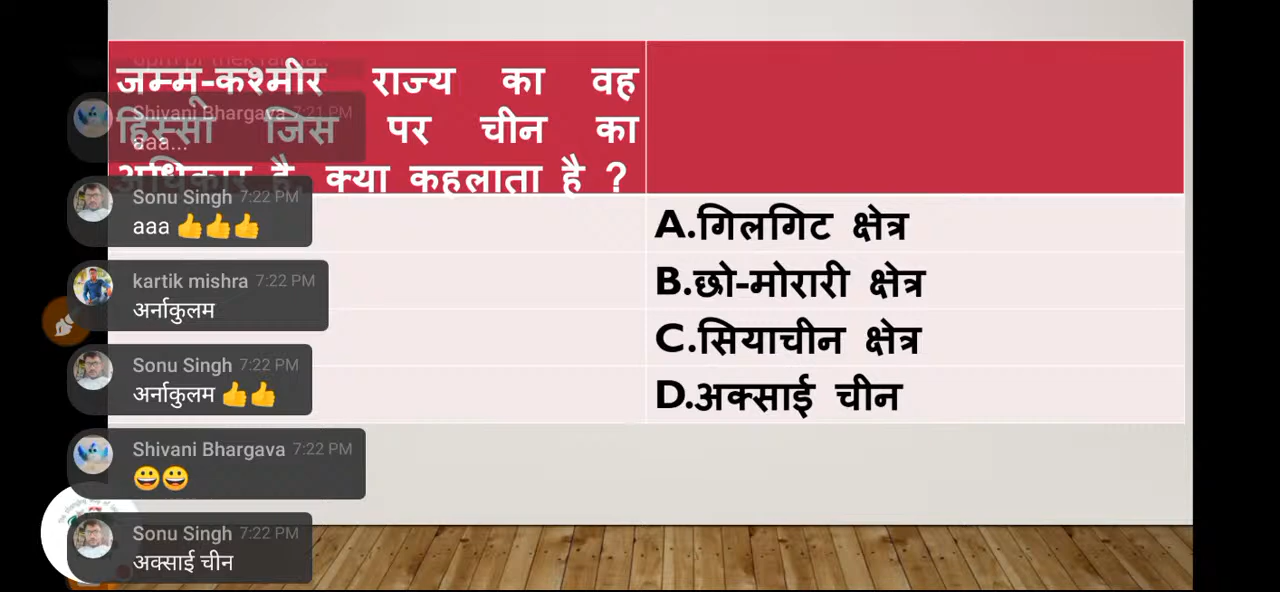 जम्मू-कश्मीर राज्य का वह
हिस्सा जिस पर चीन का
अधिकार है, क्या कहलाता है ?
A.गिलगिट क्षेत्र
B.छो-मोरारी क्षेत्र
C.सियाचीन क्षेत्र
D.अक्साई चीन
Shivani Bhargava 7:21 PM
aaa...
Sonu Singh 7:22 PM
aaa 👍👍👍
kartik mishra 7:22 PM
अर्नाकुलम
Sonu Singh 7:22 PM
अर्नाकुलम 👍👍
Shivani Bhargava 7:22 PM
😀😀
Sonu Singh 7:22 PM
अक्साई चीन